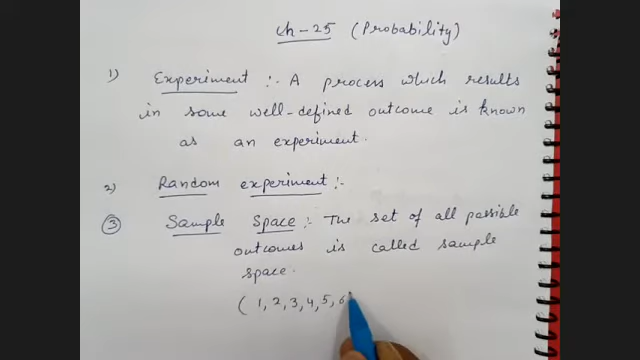 Ch-25 (Probability)
1) Experiment :- A process which results
in some well-defined outcome is known
as an experiment.
2) Random experiment :-
③ Sample Space :- The set of all possible
outcomes is called sample
space.
( 1, 2, 3, 4, 5, 6